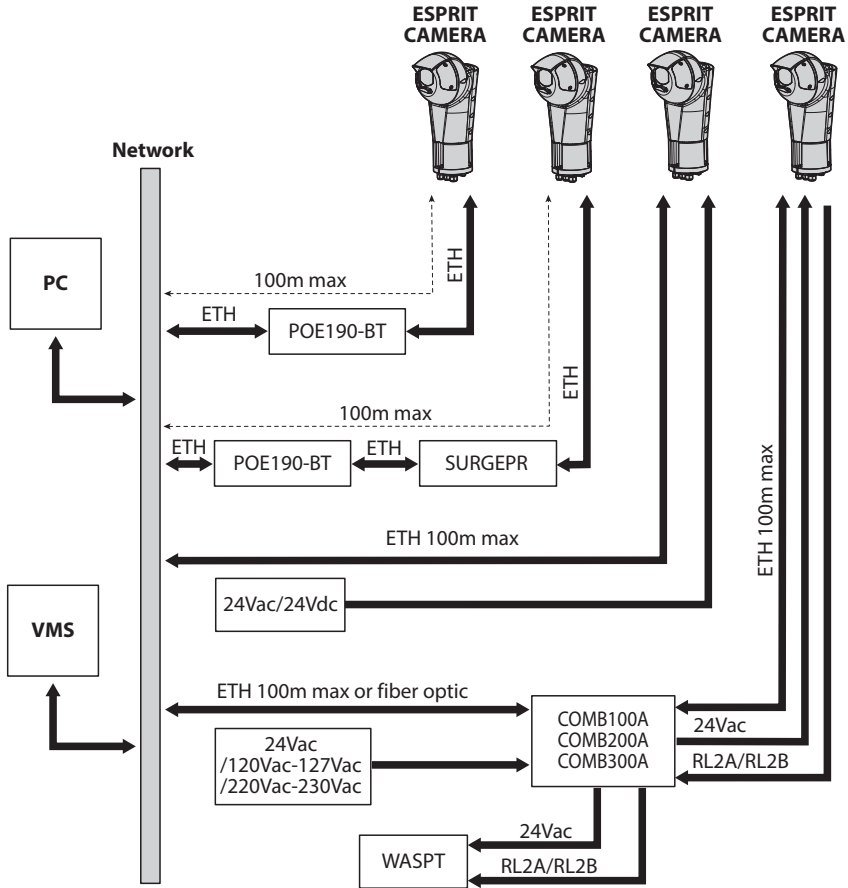 ESPRIT
CAMERA
ESPRIT
CAMERA
ESPRIT
CAMERA
ESPRIT
CAMERA
Network
PC
100m max
ETH
ETH
POE190-BT
100m max
ETH
ETH
ETH
POE190-BT
SURGEPR
ETH 100m max
ETH 100m max
24Vac/24Vdc
VMS
ETH 100m max or fiber optic
COMB100A
COMB200A
COMB300A
24Vac
24Vac
/120Vac-127Vac
/220Vac-230Vac
RL2A/RL2B
24Vac
WASPT
RL2A/RL2B